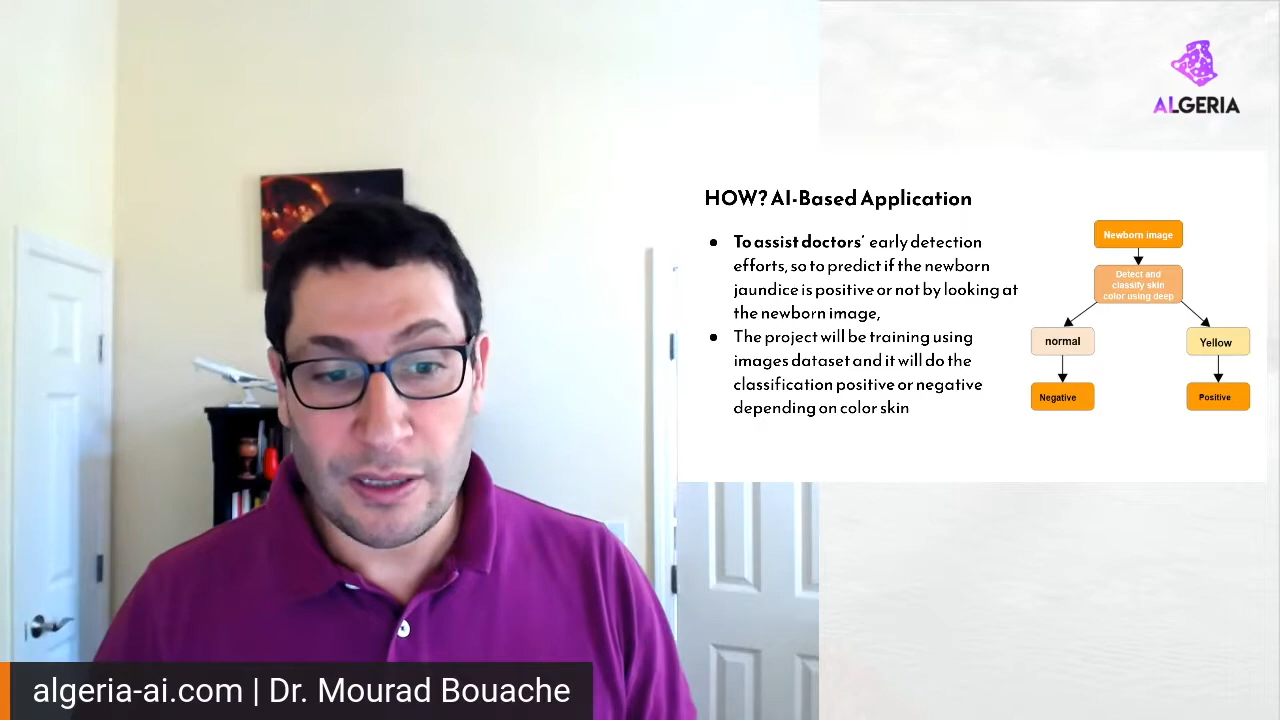 ALGERIA
HOW? AI-Based Application
● To assist doctors' early detection
efforts, so to predict if the newborn
jaundice is positive or not by looking at
the newborn image,
● The project will be training using
images dataset and it will do the
classification positive or negative
depending on color skin
Newborn image
Detect and
classify skin
color using deep
normal
Yellow
Negative
Positive
algeria-ai.com | Dr. Mourad Bouache